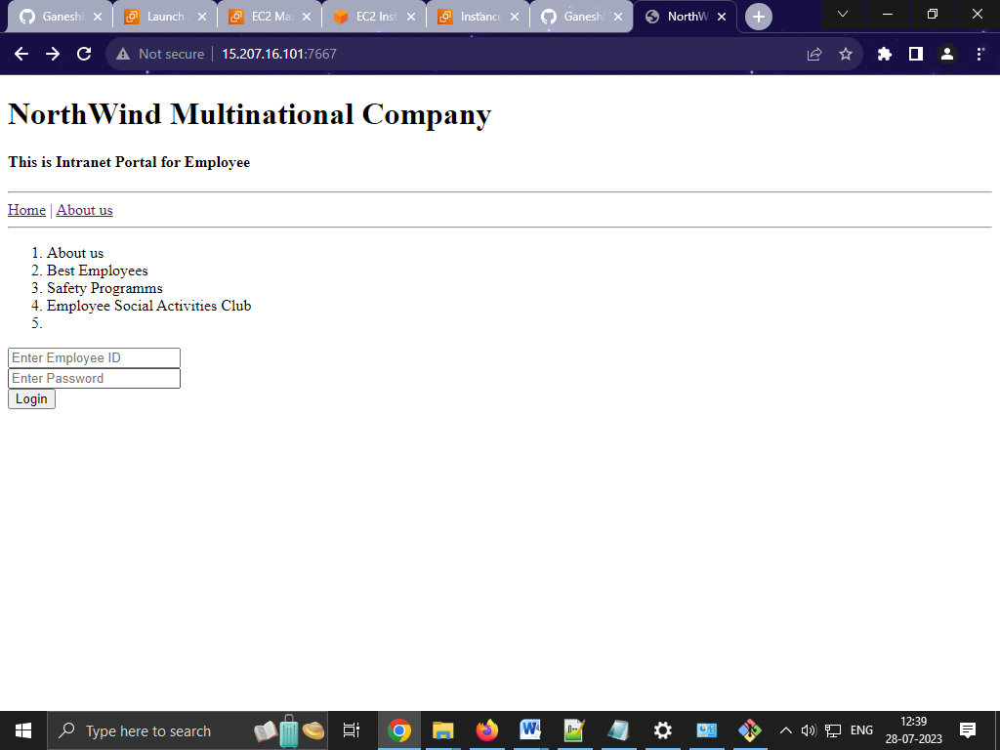 Ganesh
Launch
EC2 Ma
EC2 Inst
Instance
Ganesh
NorthW
Not secure
15.207.16.101:7667
NorthWind Multinational Company
This is Intranet Portal for Employee
Home | About us
1. About us
2. Best Employees
3. Safety Programms
4. Employee Social Activities Club
5.
Enter Employee ID
Enter Password
Login
Type here to search
ENG
12:39
28-07-2023